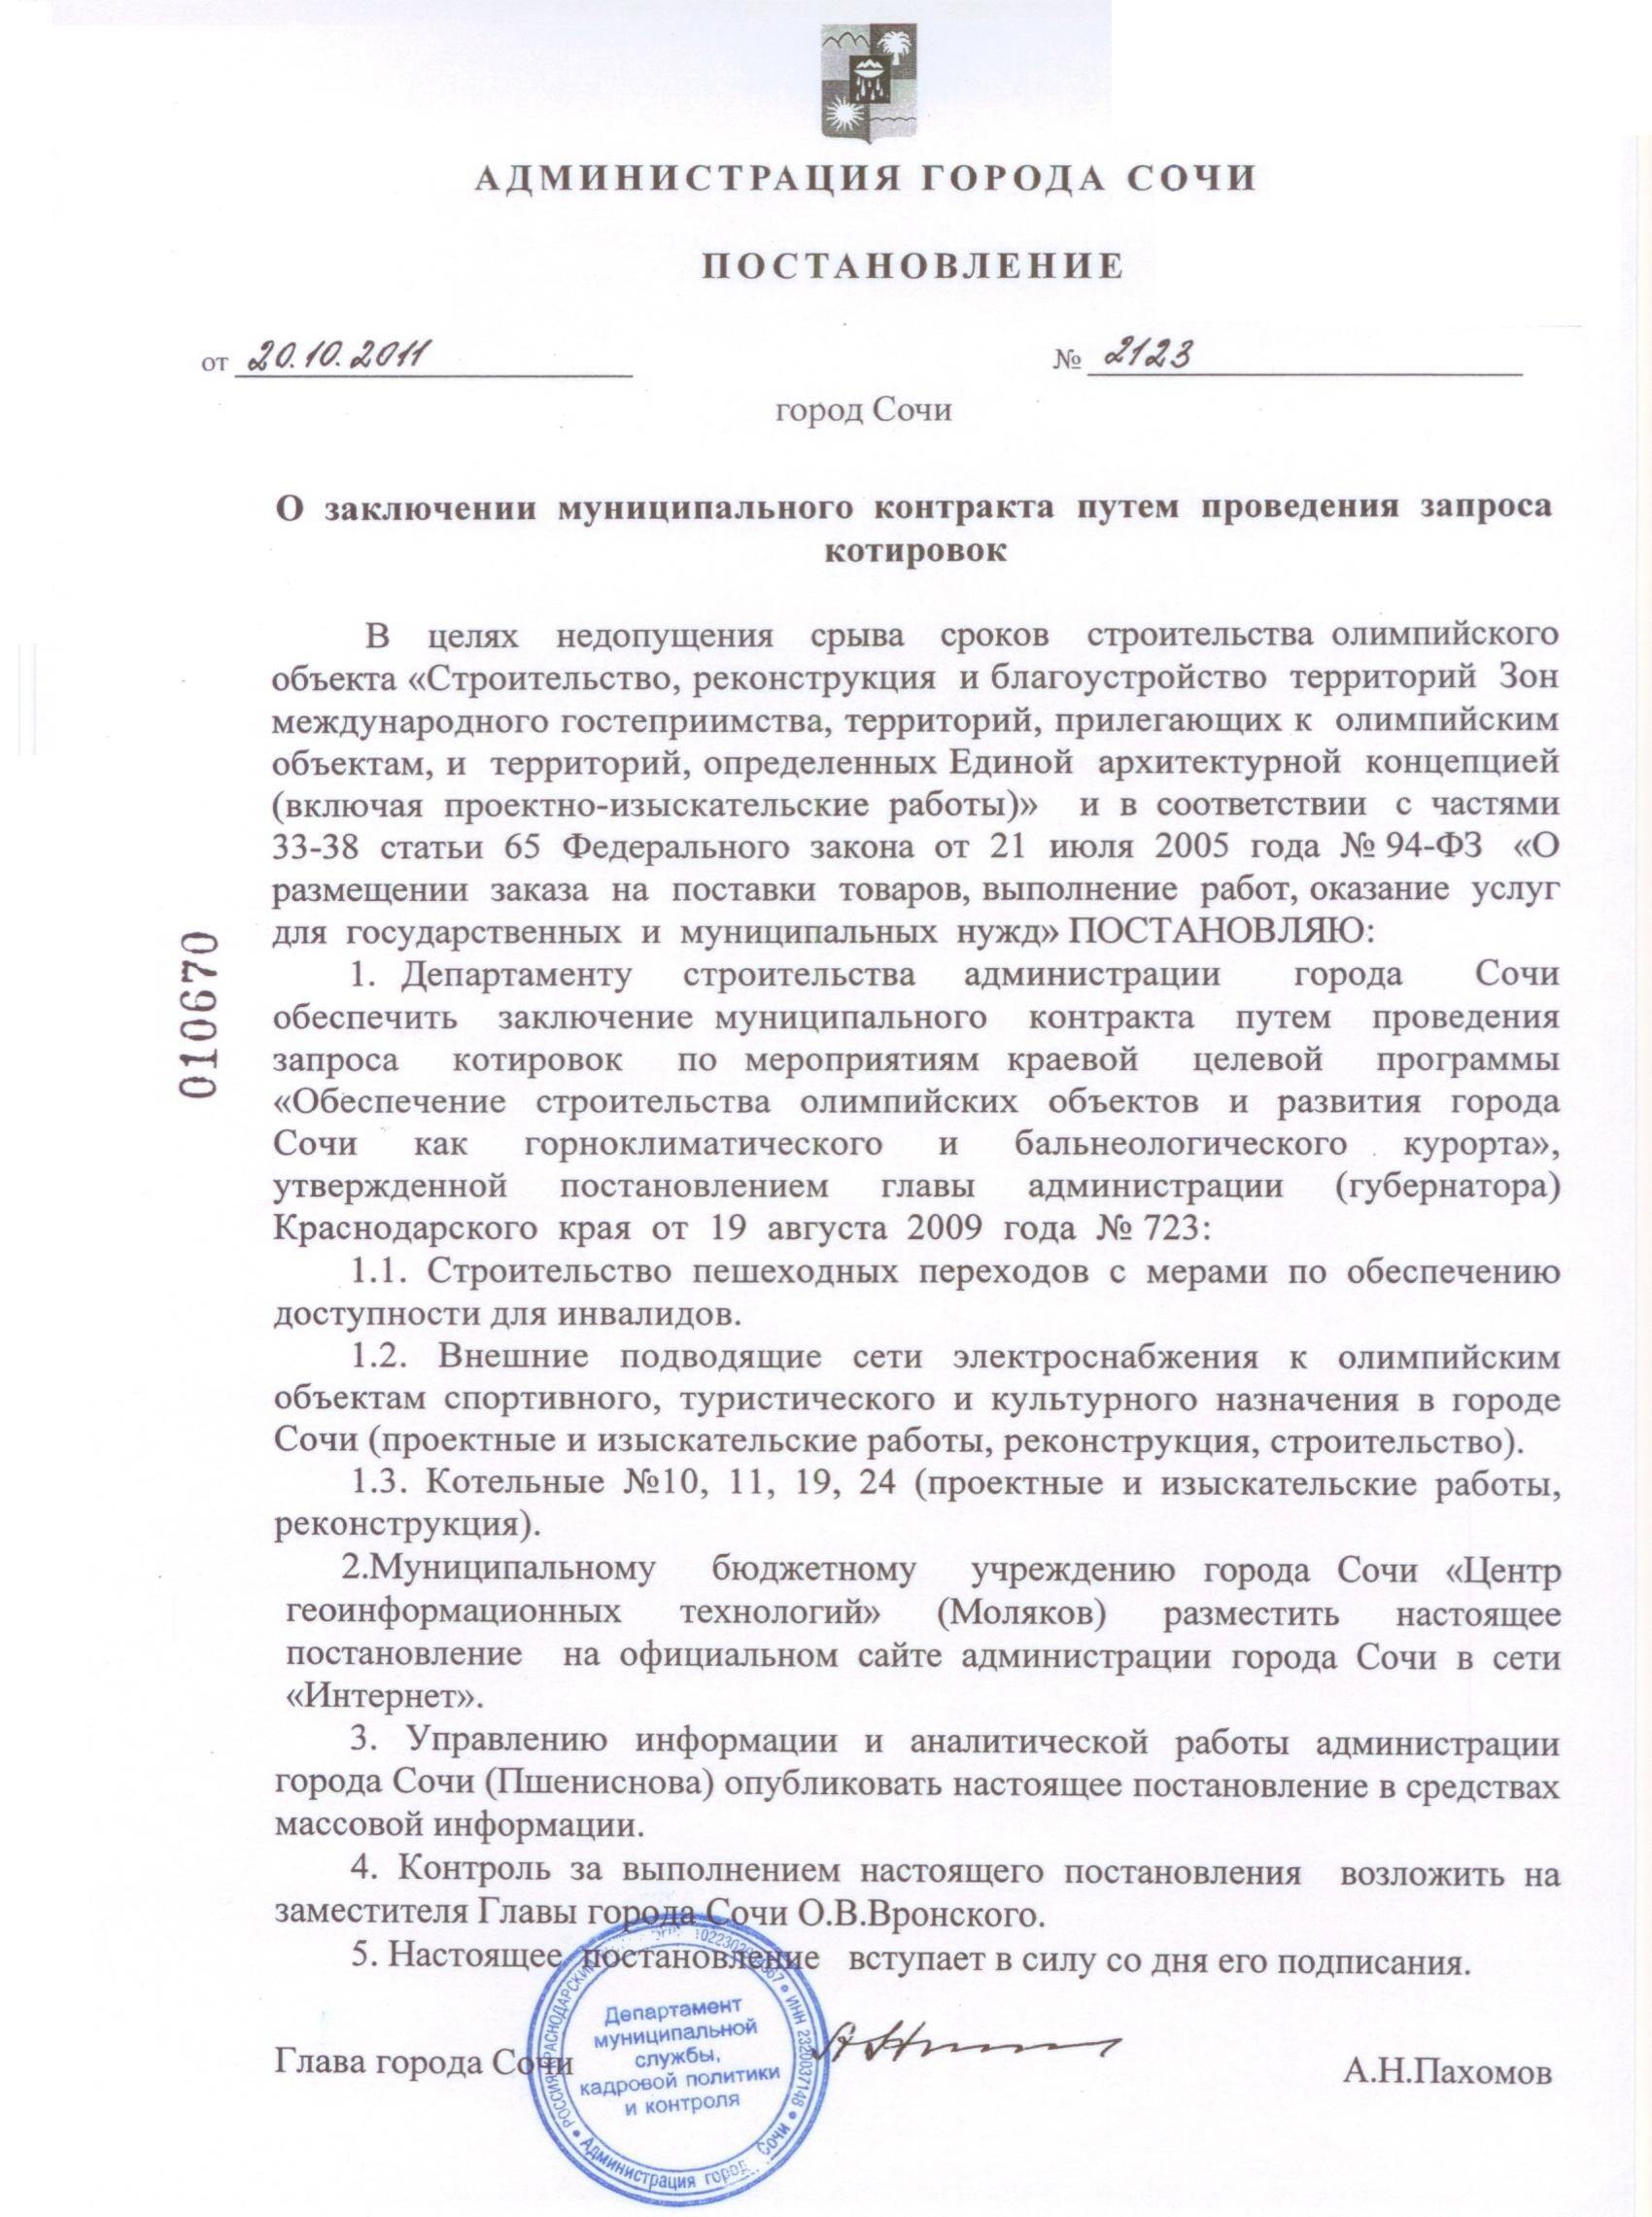 АДМИНИСТРАЦИЯ ГОРОДА СОЧИ
ПОСТАНОВЛЕНИЕ
от 20.10.2011 № 2123
город Сочи
О заключении муниципального контракта путем проведения запроса
котировок
В целях недопущения срыва сроков строительства олимпийского
объекта «Строительство, реконструкция и благоустройство территорий Зон
международного гостеприимства, территорий, прилегающих к олимпийским
объектам, и территорий, определенных Единой архитектурной концепцией
(включая проектно-изыскательские работы)» и в соответствии с частями
33-38 статьи 65 Федерального закона от 21 июля 2005 года № 94-ФЗ «О
размещении заказа на поставки товаров, выполнение работ, оказание услуг
для государственных и муниципальных нужд» ПОСТАНОВЛЯЮ:
1. Департаменту строительства администрации города Сочи
обеспечить заключение муниципального контракта путем проведения
запроса котировок по мероприятиям краевой целевой программы
«Обеспечение строительства олимпийских объектов и развития города
Сочи как горноклиматического и бальнеологического курорта»,
утвержденной постановлением главы администрации (губернатора)
Краснодарского края от 19 августа 2009 года № 723:
1.1. Строительство пешеходных переходов с мерами по обеспечению
доступности для инвалидов.
1.2. Внешние подводящие сети электроснабжения к олимпийским
объектам спортивного, туристического и культурного назначения в городе
Сочи (проектные и изыскательские работы, реконструкция, строительство).
1.3. Котельные №10, 11, 19, 24 (проектные и изыскательские работы,
реконструкция).
2.Муниципальному бюджетному учреждению города Сочи «Центр
геоинформационных технологий» (Моляков) разместить настоящее
постановление на официальном сайте администрации города Сочи в сети
«Интернет».
3. Управлению информации и аналитической работы администрации
города Сочи (Пшениснова) опубликовать настоящее постановление в средствах
массовой информации.
4. Контроль за выполнением настоящего постановления возложить на
заместителя Главы города Сочи О.В.Вронского.
5. Настоящее постановление вступает в силу со дня его подписания.
Глава города Сочи А.Н.Пахомов
010670
Департамент
муниципальной
службы,
кадровой политики
и контроля
РОССИЯ КРАСНОДАРСКИЙ
ИНН 2320037148
Администрация город Сочи